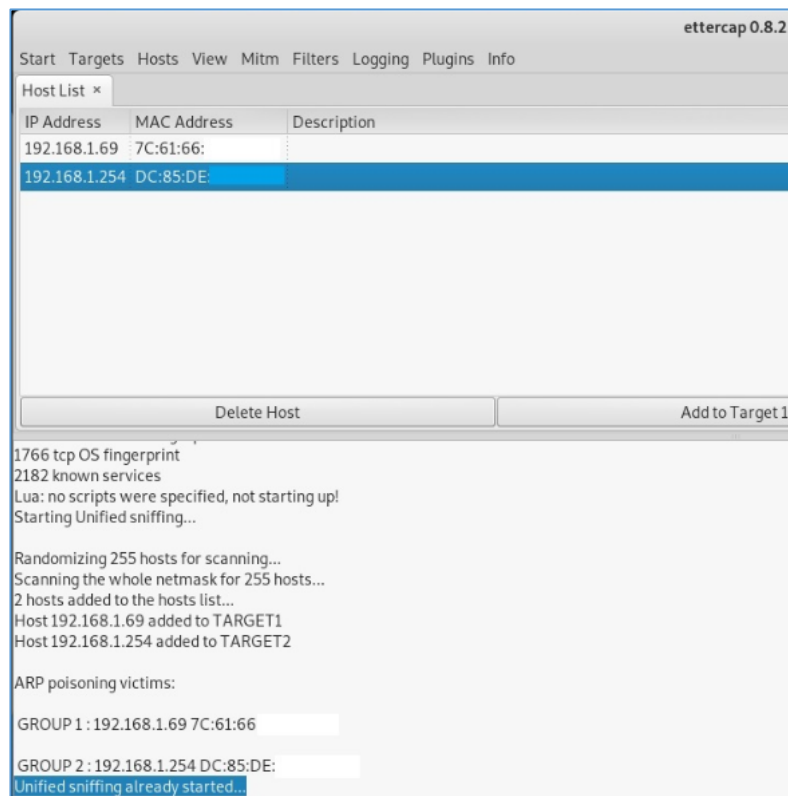 ettercap 0.8.2
Start Targets Hosts View Mitm Filters Logging Plugins Info
Host List ×
IP Address MAC Address Description
192.168.1.69 7C:61:66:
192.168.1.254 DC:85:DE:
Delete Host Add to Target 1
1766 tcp OS fingerprint
2182 known services
Lua: no scripts were specified, not starting up!
Starting Unified sniffing...
Randomizing 255 hosts for scanning...
Scanning the whole netmask for 255 hosts...
2 hosts added to the hosts list...
Host 192.168.1.69 added to TARGET1
Host 192.168.1.254 added to TARGET2
ARP poisoning victims:
GROUP 1 : 192.168.1.69 7C:61:66
GROUP 2 : 192.168.1.254 DC:85:DE:
Unified sniffing already started...